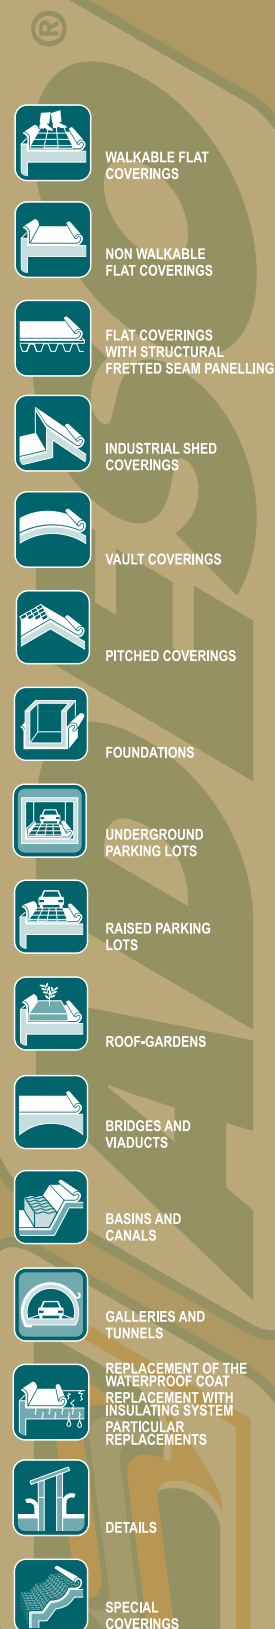 ®
WALKABLE FLAT
COVERINGS
NON WALKABLE
FLAT COVERINGS
FLAT COVERINGS
WITH STRUCTURAL
FRETTED SEAM PANELLING
INDUSTRIAL SHED
COVERINGS
VAULT COVERINGS
PITCHED COVERINGS
FOUNDATIONS
UNDERGROUND
PARKING LOTS
RAISED PARKING
LOTS
ROOF-GARDENS
BRIDGES AND
VIADUCTS
BASINS AND
CANALS
GALLERIES AND
TUNNELS
REPLACEMENT OF THE
WATERPROOF COAT
REPLACEMENT WITH
INSULATING SYSTEM
PARTICULAR
REPLACEMENTS
DETAILS
SPECIAL
COVERINGS
ADESO